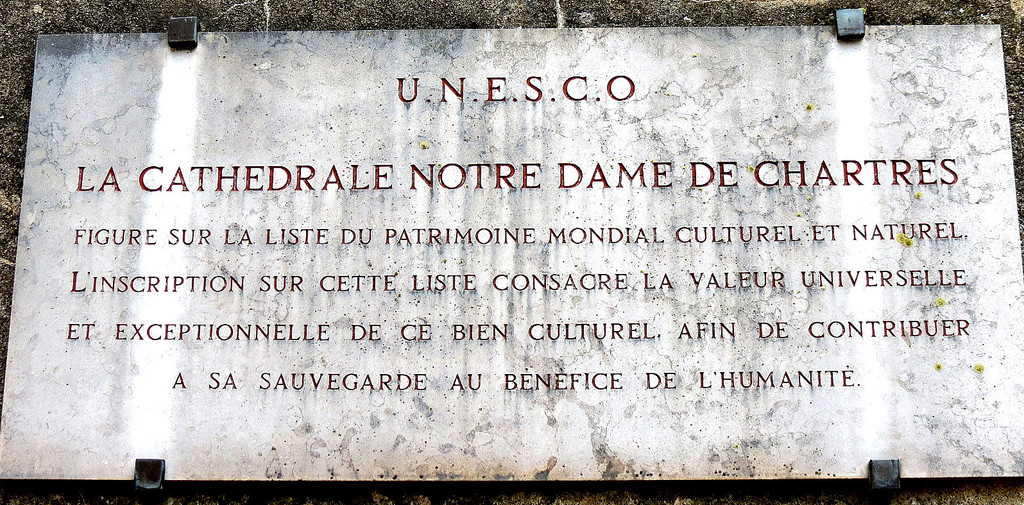 U.N.E.S.C.O
LA CATHEDRALE NOTRE DAME DE CHARTRES
FIGURE SUR LA LISTE DU PATRIMOINE MONDIAL CULTUREL ET NATUREL.
L'INSCRIPTION SUR CETTE LISTE CONSACRE LA VALEUR UNIVERSELLE
ET EXCEPTIONNELLE DE CE BIEN CULTUREL, AFIN DE CONTRIBUER
A SA SAUVEGARDE AU BENEFICE DE L'HUMANITE.